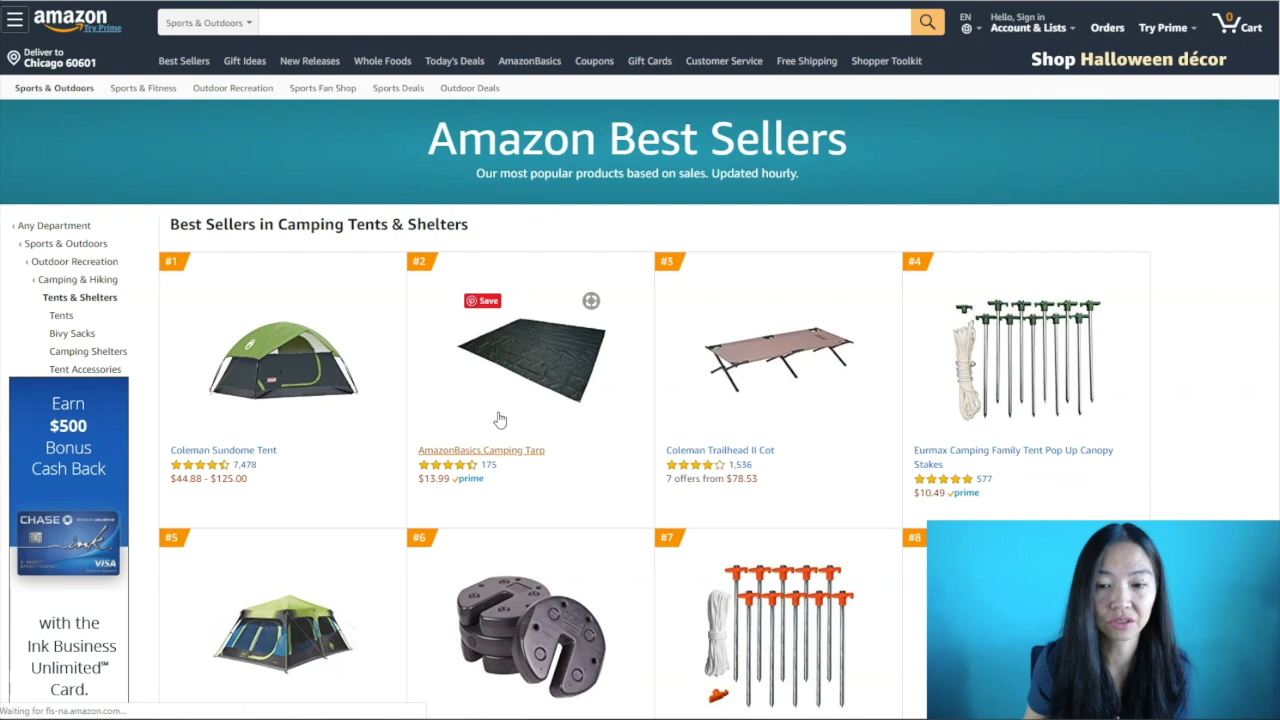 amazon
Try Prime
Sports & Outdoors
EN
Hello, Sign in
Account & Lists
Orders
Try Prime
0
Cart
Deliver to
Chicago 60601
Best Sellers
Gift Ideas
New Releases
Whole Foods
Today's Deals
AmazonBasics
Coupons
Gift Cards
Customer Service
Free Shipping
Shopper Toolkit
Shop Halloween décor
Sports & Outdoors
Sports & Fitness
Outdoor Recreation
Sports Fan Shop
Sports Deals
Outdoor Deals
Amazon Best Sellers
Our most popular products based on sales. Updated hourly.
‹ Any Department
‹ Sports & Outdoors
‹ Outdoor Recreation
‹ Camping & Hiking
Tents & Shelters
Tents
Bivy Sacks
Camping Shelters
Tent Accessories
Earn
$500
Bonus
Cash Back
CHASE
ink
VISA
with the
Ink Business
Unlimited℠
Card.
Best Sellers in Camping Tents & Shelters
#1
Coleman Sundome Tent
7,478
$44.88 - $125.00
#2
Save
AmazonBasics Camping Tarp
175
$13.99 prime
#3
Coleman Trailhead II Cot
1,536
7 offers from $78.53
#4
Eurmax Camping Family Tent Pop Up Canopy
Stakes
577
$10.49 prime
#5
#6
#7
#8
Waiting for fls-na.amazon.com...